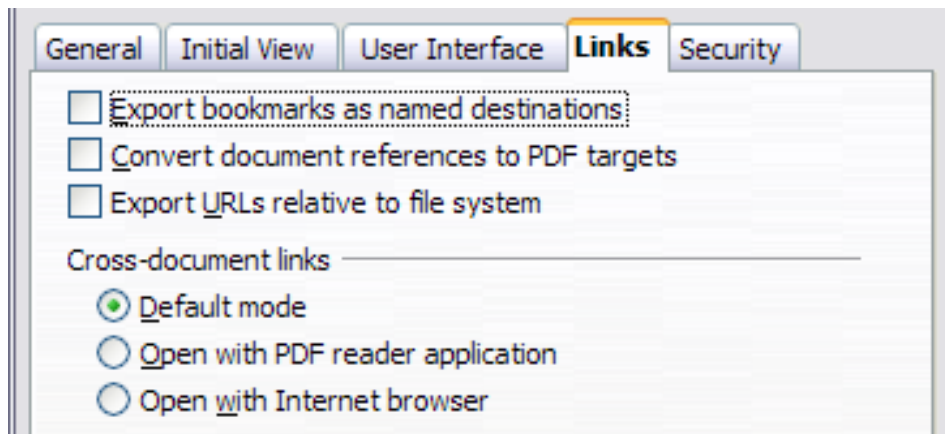 General Initial View User Interface Links Security
Export bookmarks as named destinations
Convert document references to PDF targets
Export URLs relative to file system
Cross-document links
Default mode
Open with PDF reader application
Open with Internet browser